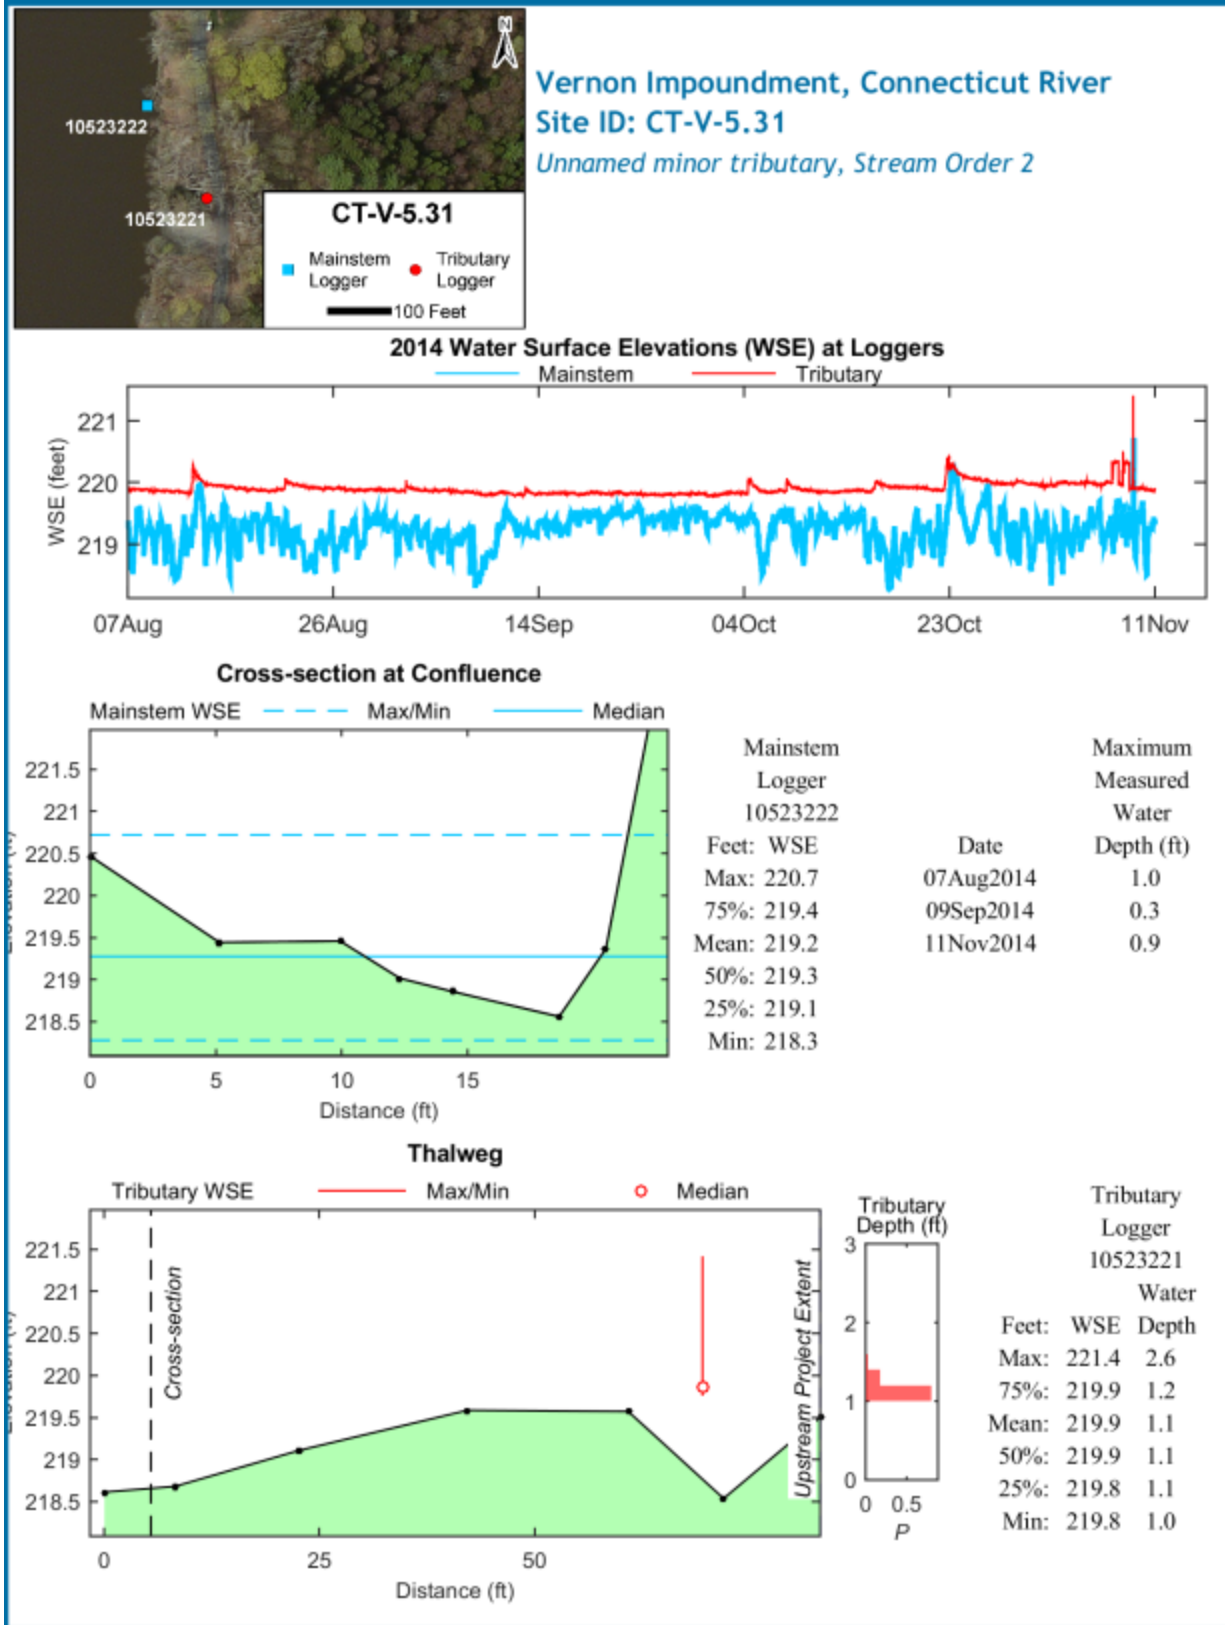 N
10523222
10523221
CT-V-5.31
Mainstem Logger
Tributary Logger
100 Feet
Vernon Impoundment, Connecticut River
Site ID: CT-V-5.31
Unnamed minor tributary, Stream Order 2
2014 Water Surface Elevations (WSE) at Loggers
Mainstem Tributary
WSE (feet)
221
220
219
07Aug 26Aug 14Sep 04Oct 23Oct 11Nov
Cross-section at Confluence
Mainstem WSE Max/Min Median
221.5
221
220.5
220
219.5
219
218.5
0 5 10 15
Distance (ft)
Mainstem
Logger
10523222
Feet: WSE
Max: 220.7
75%: 219.4
Mean: 219.2
50%: 219.3
25%: 219.1
Min: 218.3
Maximum
Measured
Water
Date Depth (ft)
07Aug2014 1.0
09Sep2014 0.3
11Nov2014 0.9
Thalweg
Tributary WSE Max/Min Median
221.5
221
220.5
220
219.5
219
218.5
Cross-section
Upstream Project Extent
0 25 50
Distance (ft)
Tributary
Depth (ft)
3
2
1
0
0 0.5
P
Tributary
Logger
10523221
Water
Feet: WSE Depth
Max: 221.4 2.6
75%: 219.9 1.2
Mean: 219.9 1.1
50%: 219.9 1.1
25%: 219.8 1.1
Min: 219.8 1.0